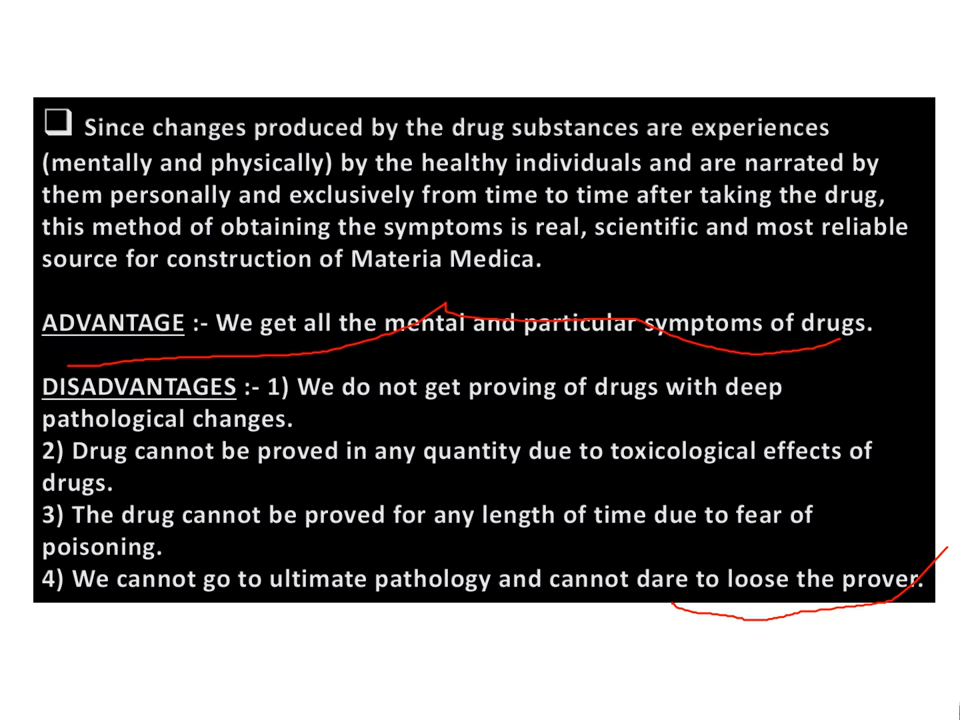 ❑ Since changes produced by the drug substances are experiences
(mentally and physically) by the healthy individuals and are narrated by
them personally and exclusively from time to time after taking the drug,
this method of obtaining the symptoms is real, scientific and most reliable
source for construction of Materia Medica.
ADVANTAGE :- We get all the mental and particular symptoms of drugs.
DISADVANTAGES :- 1) We do not get proving of drugs with deep
pathological changes.
2) Drug cannot be proved in any quantity due to toxicological effects of
drugs.
3) The drug cannot be proved for any length of time due to fear of
poisoning.
4) We cannot go to ultimate pathology and cannot dare to loose the prover.